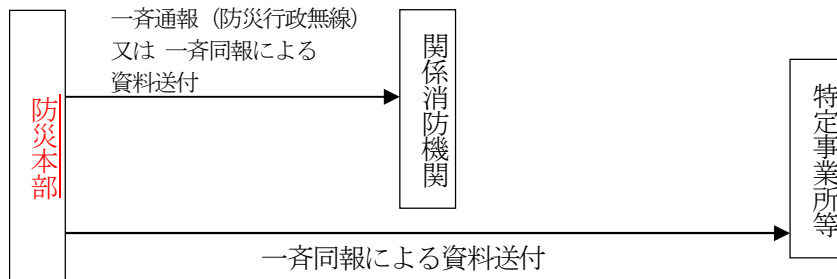 一斉通報（防災行政無線）
又は 一斉同報による
資料送付
防災本部
関係消防機関
特定事業所等
一斉同報による資料送付